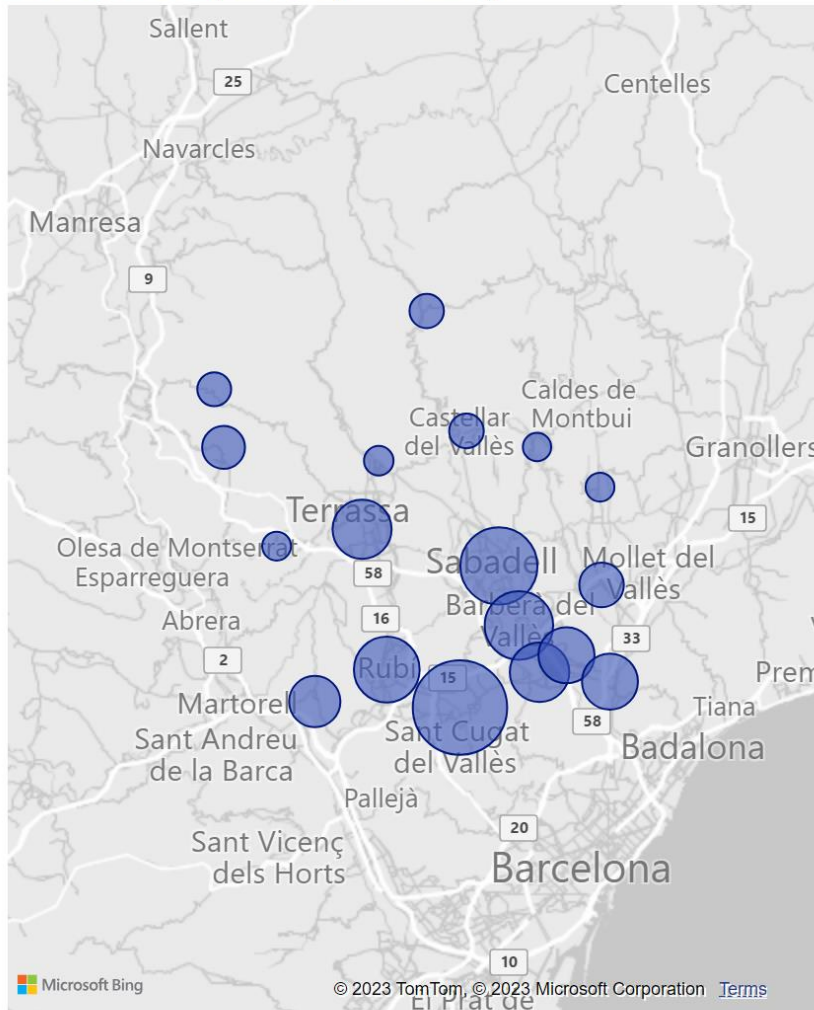 Sallent
25
Centelles
Navarcles
Manresa
9
Caldes de
Montbui
Castellar
del Vallès
Granollers
Terrassa
15
Olesa de Montserrat
Esparreguera
58
Sabadell
Mollet del
Vallès
Abrera
16
Barberà del
Vallès
33
2
Rubí
15
Prem
Martorell
Tiana
Sant Andreu
de la Barca
Sant Cugat
del Vallès
58
Badalona
Pallejà
20
Sant Vicenç
dels Horts
Barcelona
10
Microsoft Bing
© 2023 TomTom, © 2023 Microsoft Corporation Terms
El Prat de